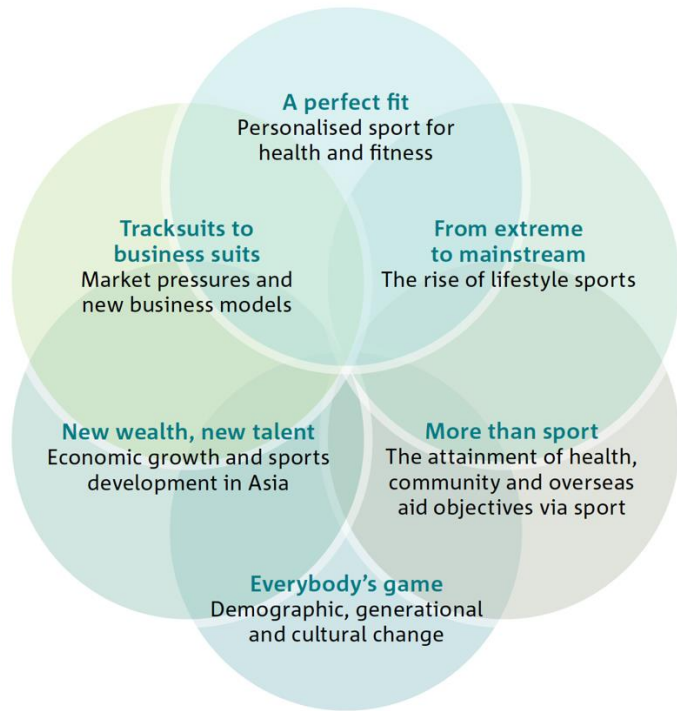 A perfect fit
Personalised sport for
health and fitness
Tracksuits to
business suits
Market pressures and
new business models
From extreme
to mainstream
The rise of lifestyle sports
New wealth, new talent
Economic growth and sports
development in Asia
More than sport
The attainment of health,
community and overseas
aid objectives via sport
Everybody’s game
Demographic, generational
and cultural change